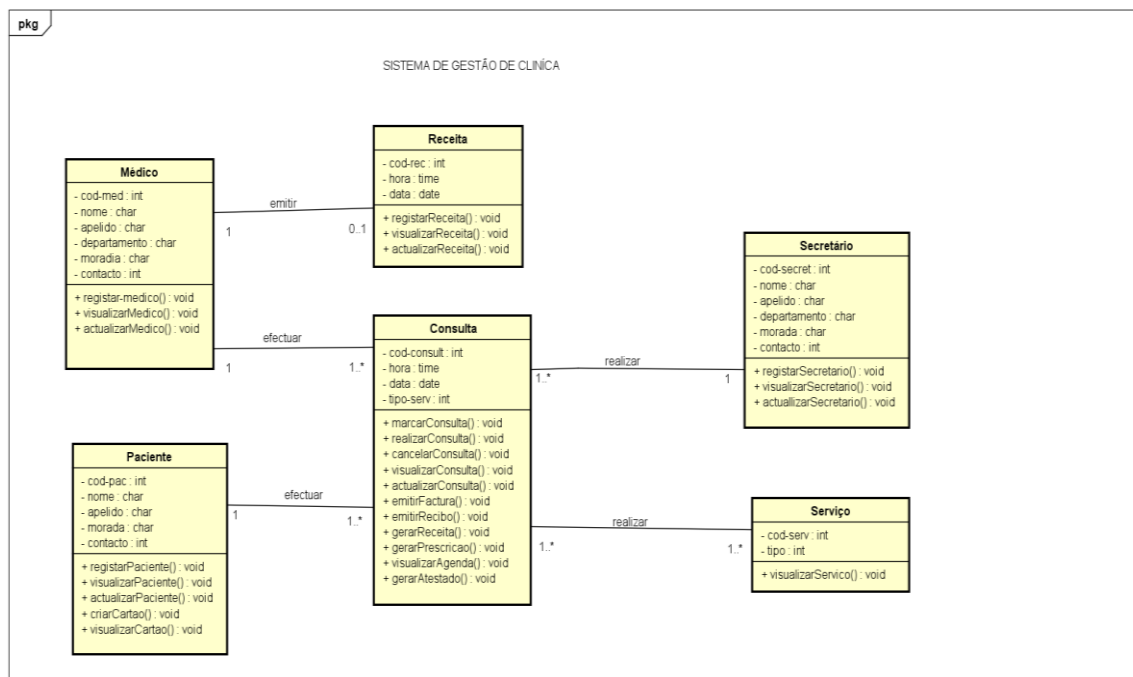 pkg
SISTEMA DE GESTÃO DE CLINÍCA
Médico
- cod-med : int
- nome : char
- apelido : char
- departamento : char
- moradia : char
- contacto : int
+ registar-medico() : void
+ visualizarMedico() : void
+ actualizarMedico() : void
emitir
1
0..1
Receita
- cod-rec : int
- hora : time
- data : date
+ registarReceita() : void
+ visualizarReceita() : void
+ actualizarReceita() : void
efectuar
1
1..*
Consulta
- cod-consult : int
- hora : time
- data : date
- tipo-serv : int
+ marcarConsulta() : void
+ realizarConsulta() : void
+ cancelarConsulta() : void
+ visualizarConsulta() : void
+ actualizarConsulta() : void
+ emitirFactura() : void
+ emitirRecibo() : void
+ gerarReceita() : void
+ gerarPrescricao() : void
+ visualizarAgenda() : void
+ gerarAtestado() : void
realizar
1..*
1
Secretário
- cod-secret : int
- nome : char
- apelido : char
- departamento : char
- morada : char
- contacto : int
+ registarSecretario() : void
+ visualizarSecretario() : void
+ actuallizarSecretario() : void
Paciente
- cod-pac : int
- nome : char
- apelido : char
- morada : char
- contacto : int
+ registarPaciente() : void
+ visualizarPaciente() : void
+ actualizarPaciente() : void
+ criarCartao() : void
+ visualizarCartao() : void
efectuar
1
1..*
realizar
1..*
1..*
Serviço
- cod-serv : int
- tipo : int
+ visualizarServico() : void